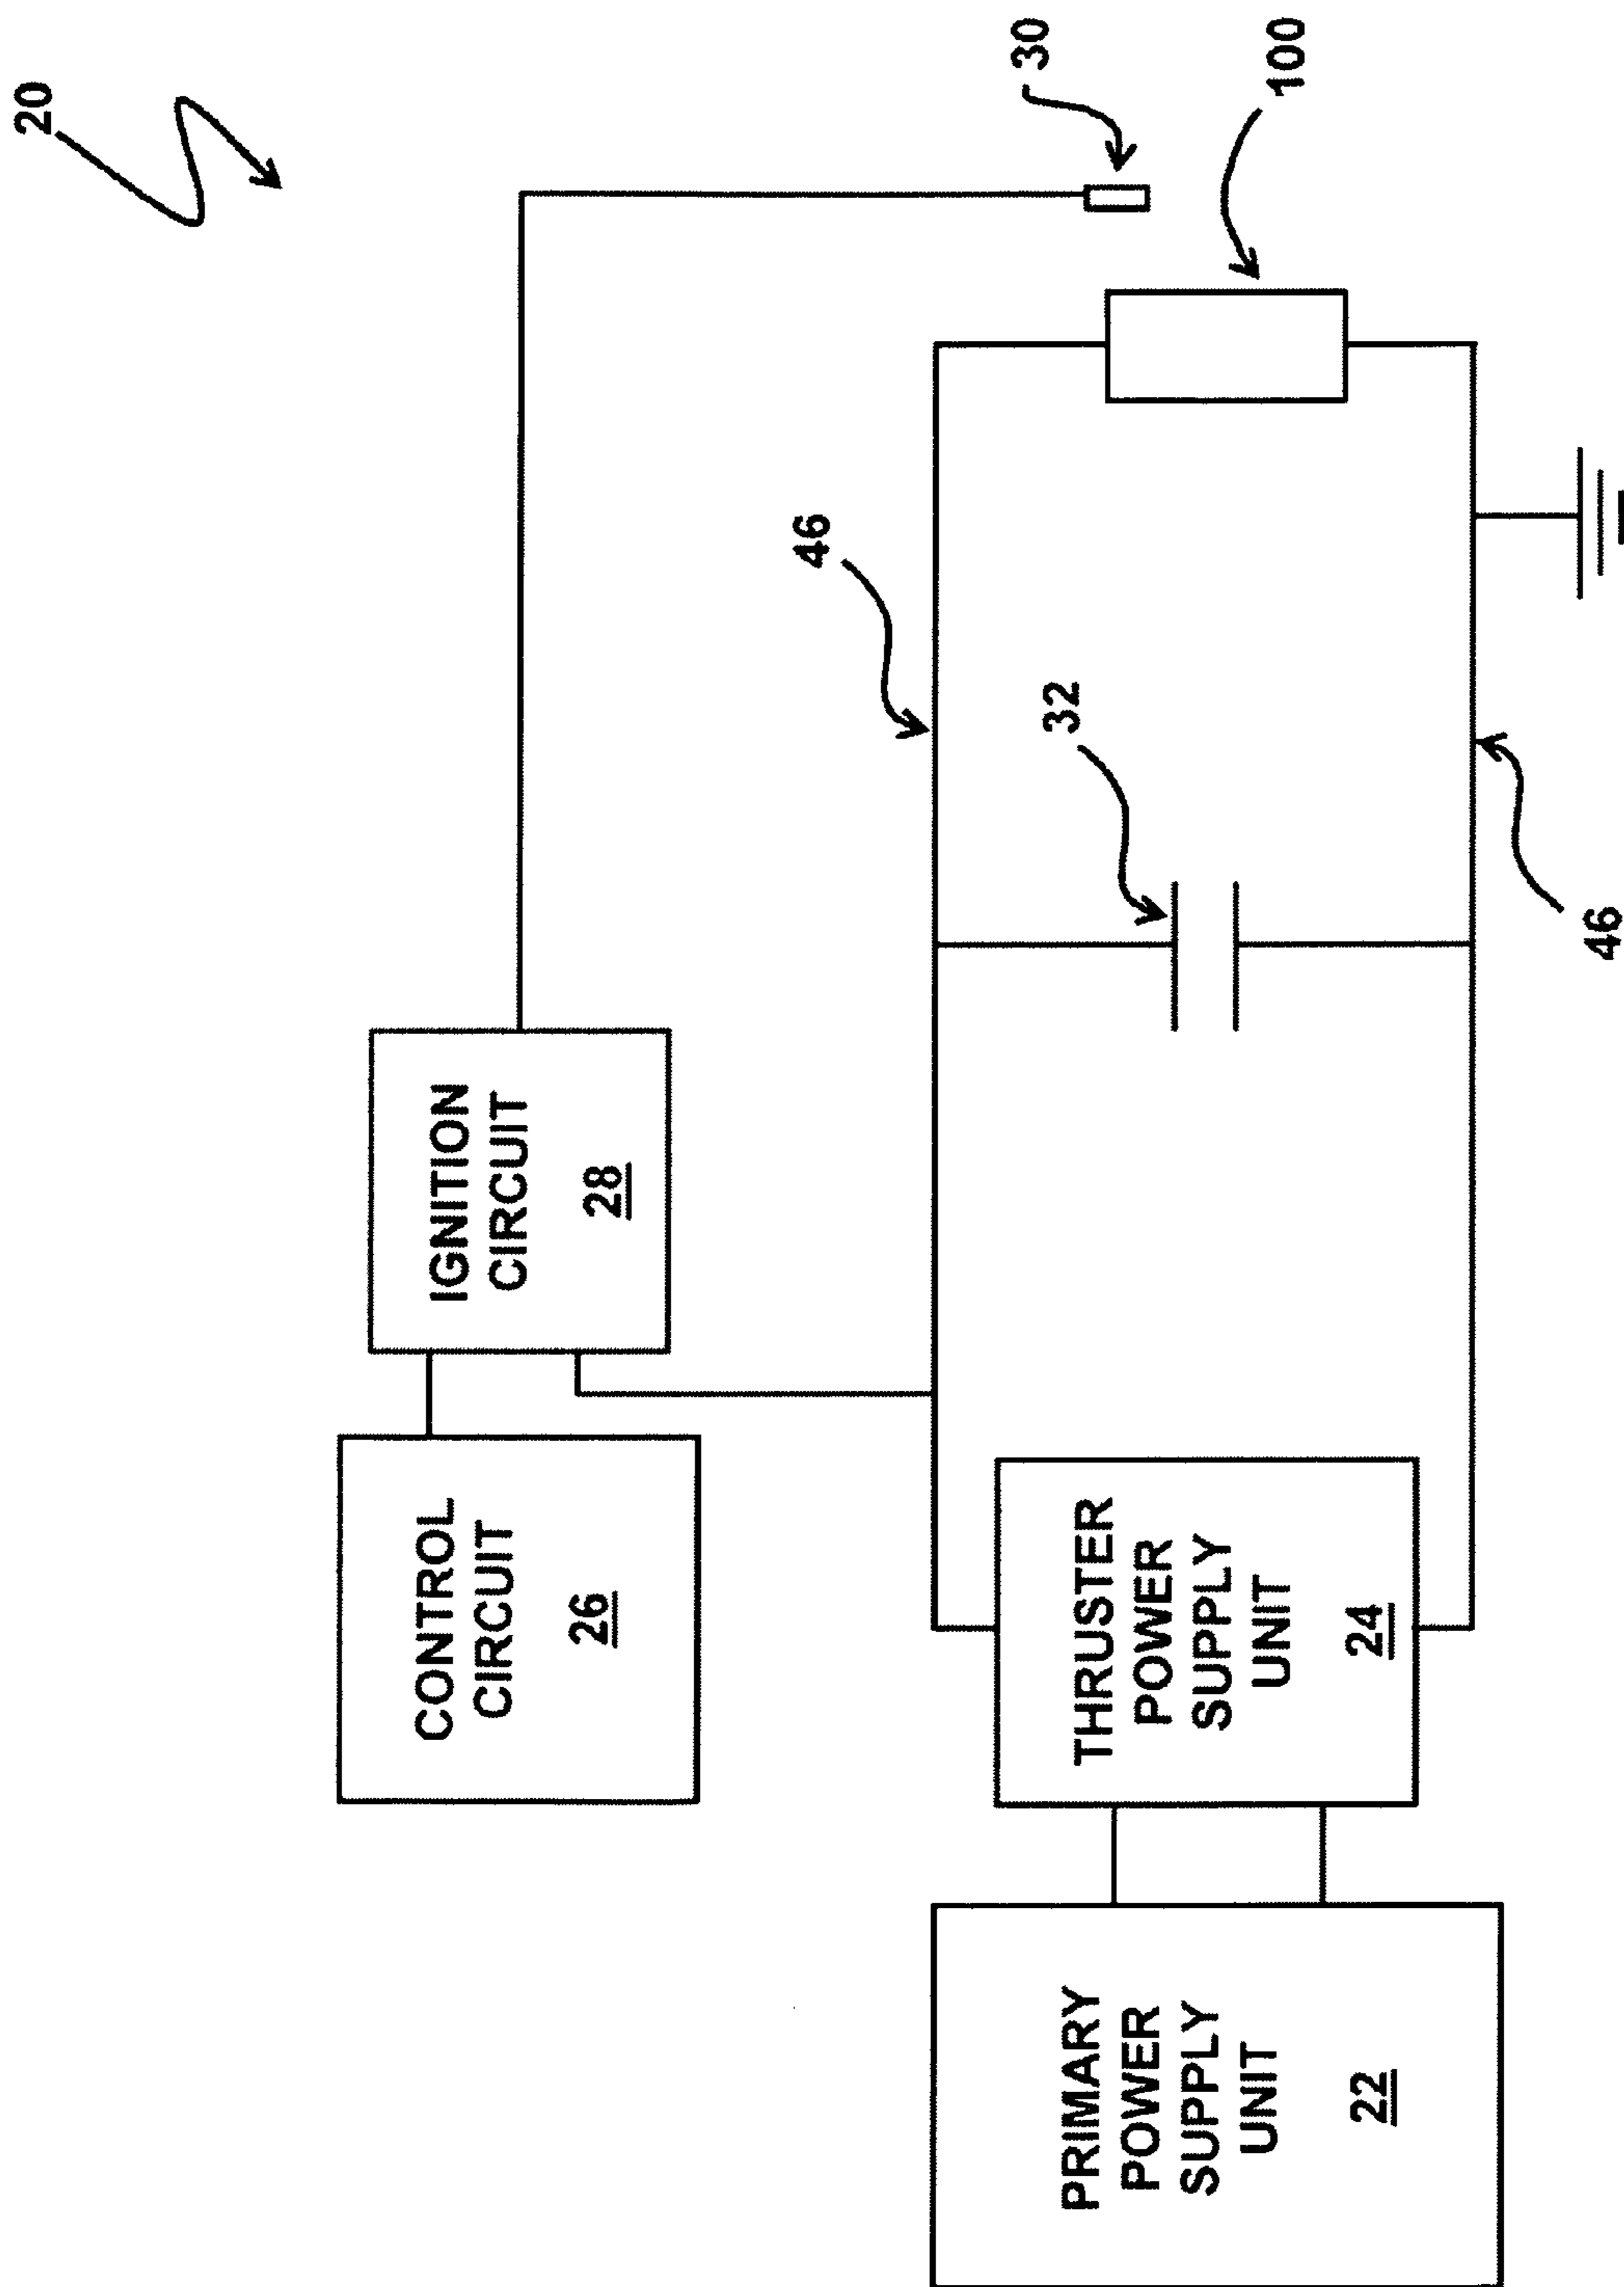 20
30
100
46
32
46
IGNITION
CIRCUIT
28
CONTROL
CIRCUIT
26
THRUSTER
POWER
SUPPLY
UNIT
24
PRIMARY
POWER
SUPPLY
UNIT
22